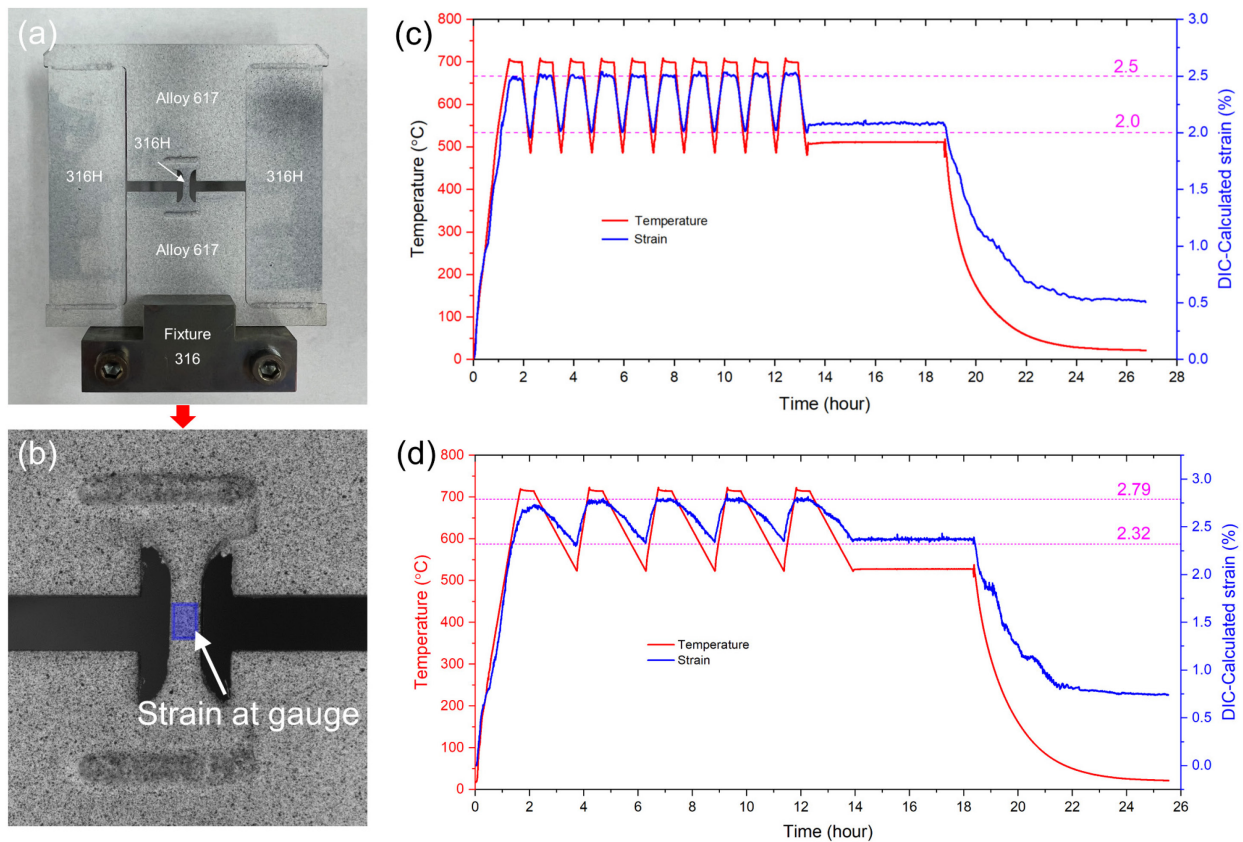 (a)
Alloy 617
316H
316H
316H
Alloy 617
Fixture
316
(b)
Strain at gauge
(c)
800
700
600
500
400
300
200
100
0
Temperature (°C)
3.0
2.5
2.0
1.5
1.0
0.5
0.0
DIC-Calculated strain (%)
2.5
2.0
Temperature
Strain
0 2 4 6 8 10 12 14 16 18 20 22 24 26 28
Time (hour)
(d)
800
700
600
500
400
300
200
100
0
Temperature (°C)
3.0
2.5
2.0
1.5
1.0
0.5
0.0
DIC-Calculated strain (%)
2.79
2.32
Temperature
Strain
0 2 4 6 8 10 12 14 16 18 20 22 24 26
Time (hour)